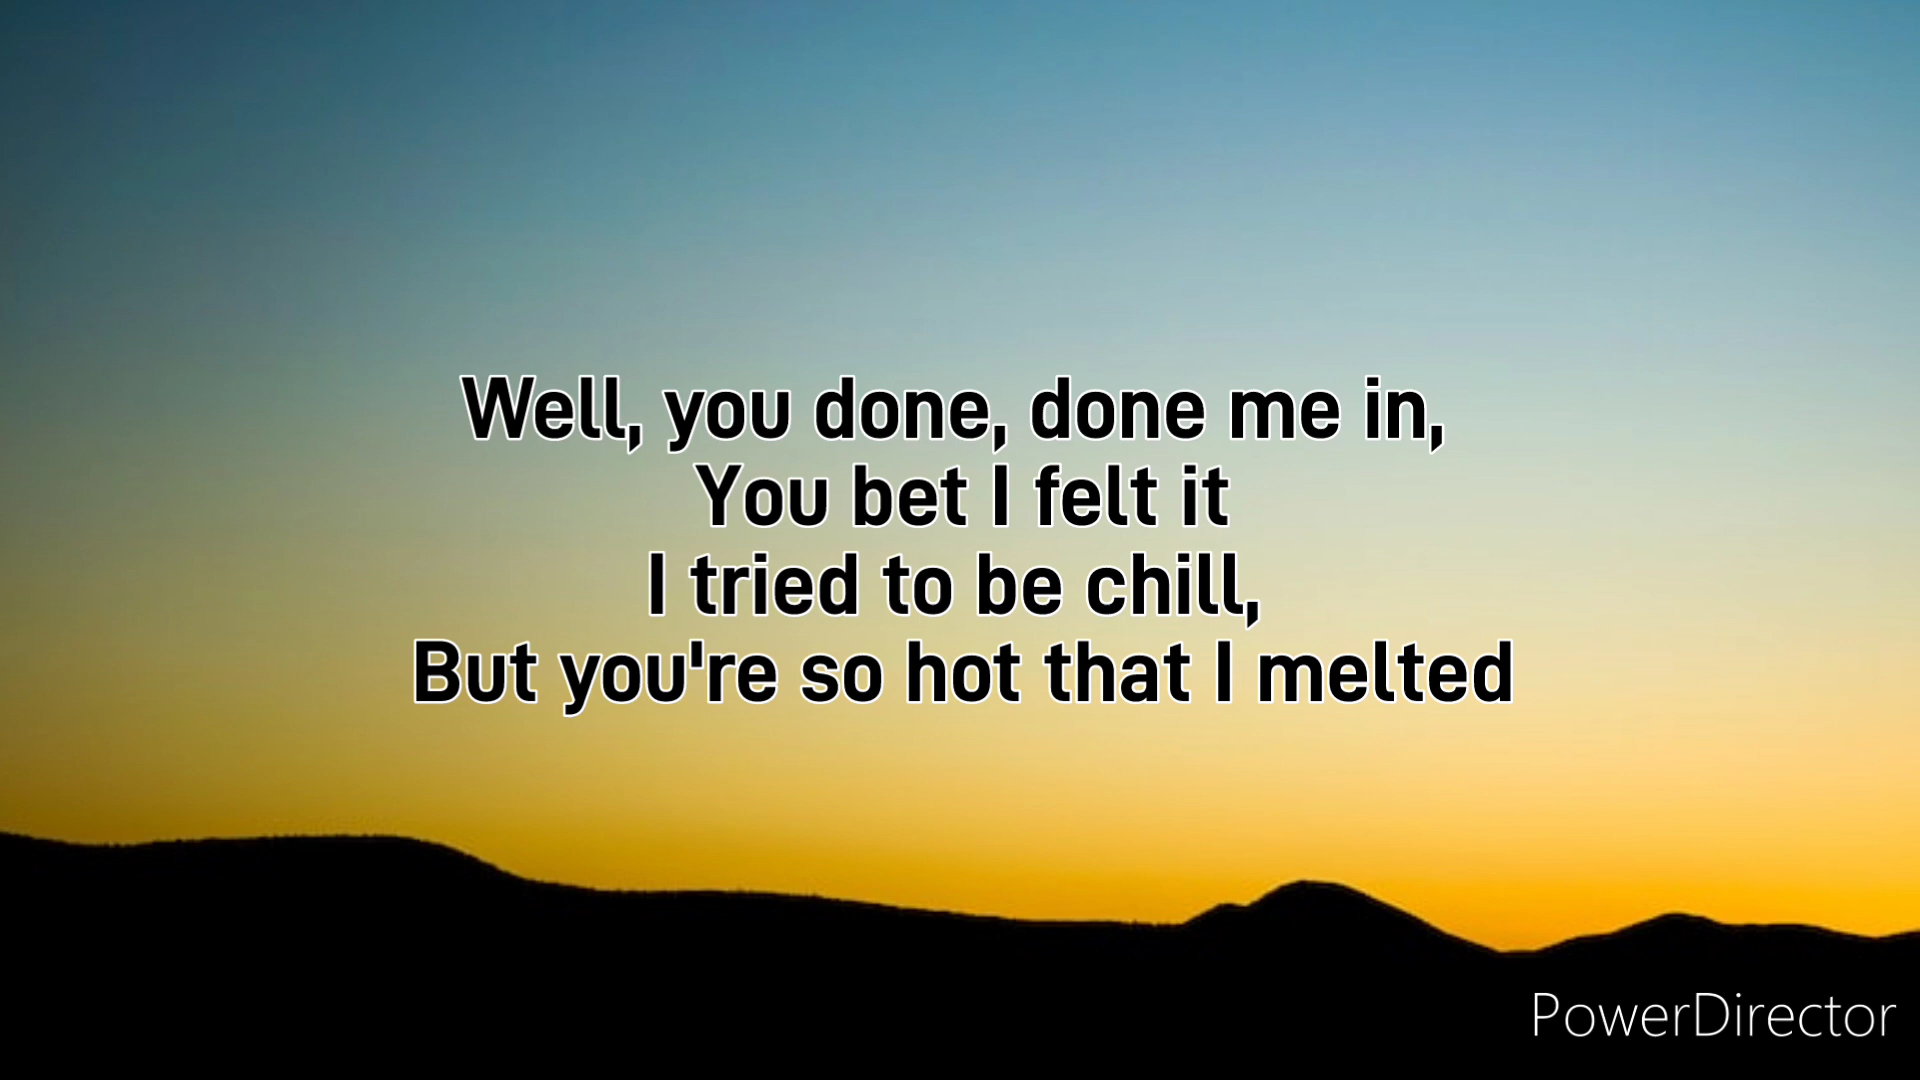 Well, you done, done me in,
You bet I felt it
I tried to be chill,
But you're so hot that I melted
PowerDirector